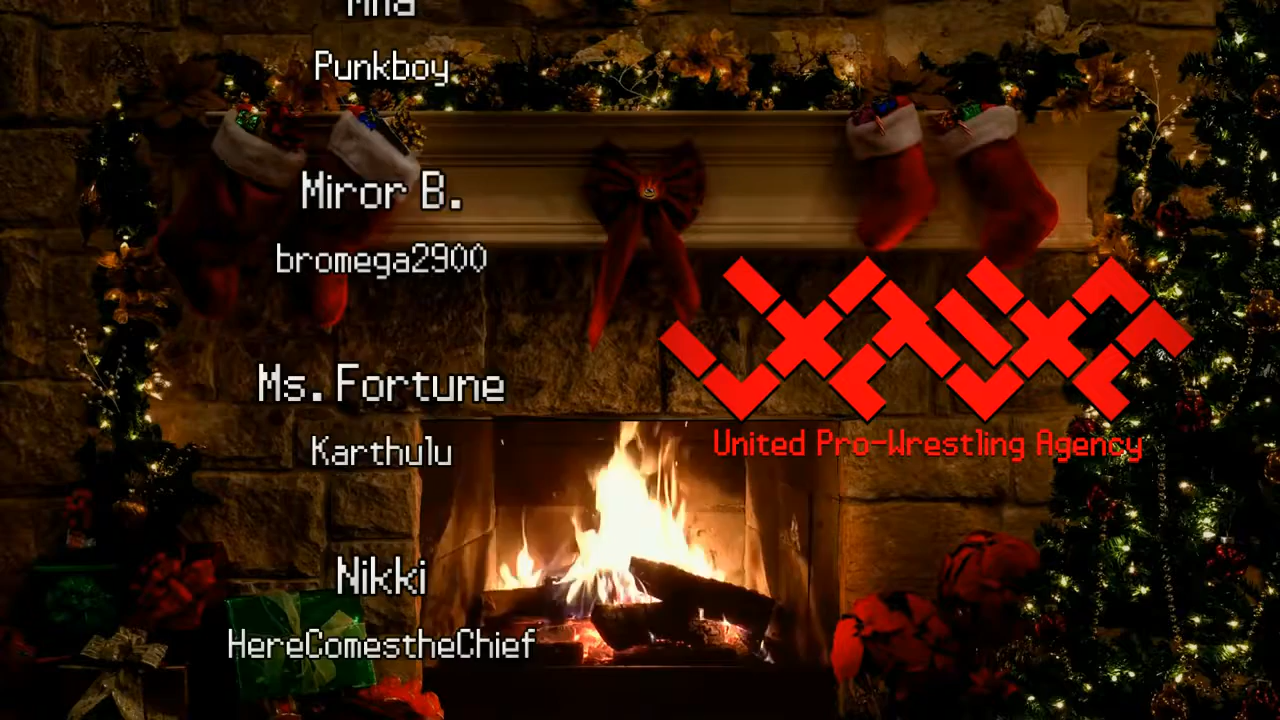 Punkboy
Miror B.
bromega2900
Ms. Fortune
Karthulu
Nikki
HereComestheChief
United Pro-Wrestling Agency